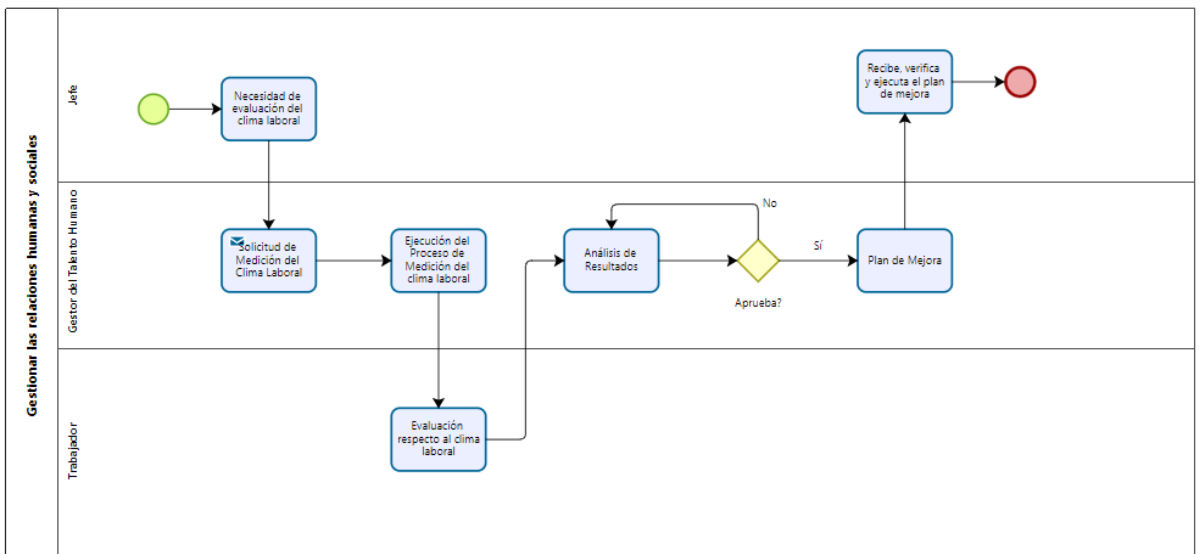 Gestionar las relaciones humanas y sociales
Jefe
Necesidad de
evaluación del
clima laboral
Recibe, verifica
y ejecuta el plan
de mejora
Gestor del Talento Humano
Solicitud de
Medición del
Clima Laboral
Ejecución del
Proceso de
Medición del
clima laboral
Análisis de
Resultados
No
Aprueba?
Sí
Plan de Mejora
Trabajador
Evaluación
respecto al clima
laboral